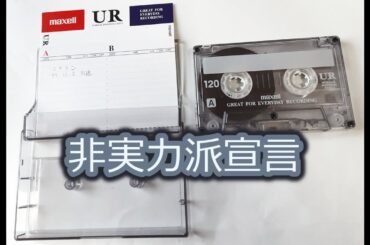 maxell
UR
GREAT FOR
EVERYDAY
RECORDING
UR
A
B
120
A
UR
maxell
GREAT FOR EVERYDAY RECORDING
非実力派宣言